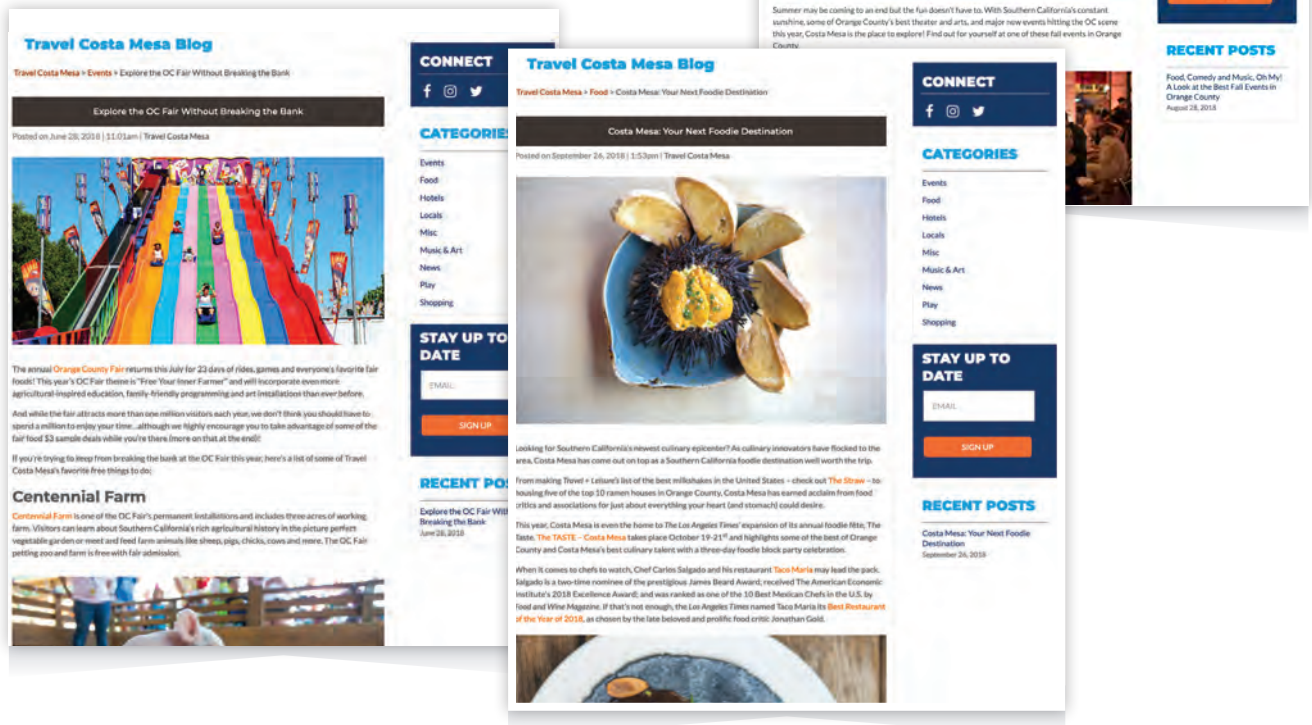 Summer may be coming to an end but the fun doesn't have to. With Southern California's constant
sunshine, some of Orange County's best theater and arts, and major new events hitting the OC scene
this year, Costa Mesa is the place to explore! Find out for yourself at one of these fall events in Orange
County.
RECENT POSTS
Food, Comedy and Music, Oh My!
A Look at the Best Fall Events in
Orange County
August 28, 2018
Travel Costa Mesa Blog
Travel Costa Mesa > Events > Explore the OC Fair Without Breaking the Bank
Explore the OC Fair Without Breaking the Bank
Posted on June 28, 2018 | 11:01am | Travel Costa Mesa
The annual Orange County Fair returns this July for 23 days of rides, games and everyone's favorite fair
foods! This year's OC Fair theme is "Free Your Inner Farmer" and will incorporate even more
agricultural-inspired education, family-friendly programming and art installations than ever before.
And while the fair attracts more than one million visitors each year, we don't think you should have to
spend a million to enjoy your time...although we highly encourage you to take advantage of some of the
fair food $3 sample deals while you're there (more on that at the end)!
If you're trying to keep from breaking the bank at the OC Fair this year, here's a list of some of Travel
Costa Mesa's favorite free things to do:
Centennial Farm
Centennial Farm is one of the OC Fair's permanent installations and includes three acres of working
farm. Visitors can learn about Southern California's rich agricultural history in the picture perfect
vegetable garden or meet and feed farm animals like sheep, pigs, chicks, cows and more. The OC Fair
petting zoo and farm is free with fair admission.
CONNECT
CATEGORIE
Events
Food
Hotels
Locals
Misc
Music & Art
News
Play
Shopping
STAY UP TO
DATE
EMAIL
SIGN UP
RECENT PO
Explore the OC Fair With
Breaking the Bank
June 28, 2018
Travel Costa Mesa Blog
Travel Costa Mesa > Food > Costa Mesa: Your Next Foodie Destination
Costa Mesa: Your Next Foodie Destination
Posted on September 26, 2018 | 1:53pm | Travel Costa Mesa
Looking for Southern California's newest culinary epicenter? As culinary innovators have flocked to the
area, Costa Mesa has come out on top as a Southern California foodie destination well worth the trip.
From making Travel + Leisure's list of the best milkshakes in the United States – check out The Straw – to
housing five of the top 10 ramen houses in Orange County, Costa Mesa has earned acclaim from food
critics and associations for just about everything your heart (and stomach) could desire.
This year, Costa Mesa is even the home to The Los Angeles Times' expansion of its annual foodie fête, The
Taste. The TASTE – Costa Mesa takes place October 19-21st and highlights some of the best of Orange
County and Costa Mesa's best culinary talent with a three-day foodie block party celebration.
When it comes to chefs to watch, Chef Carlos Salgado and his restaurant Taco Maria may lead the pack.
Salgado is a two-time nominee of the prestigious James Beard Award; received The American Economic
Institute's 2018 Excellence Award; and was ranked as one of the 10 Best Mexican Chefs in the U.S. by
Food and Wine Magazine. If that's not enough, the Los Angeles Times named Taco Maria its Best Restaurant
of the Year of 2018, as chosen by the late beloved and prolific food critic Jonathan Gold.
CONNECT
CATEGORIES
Events
Food
Hotels
Locals
Misc
Music & Art
News
Play
Shopping
STAY UP TO
DATE
EMAIL
SIGN UP
RECENT POSTS
Costa Mesa: Your Next Foodie
Destination
September 26, 2018